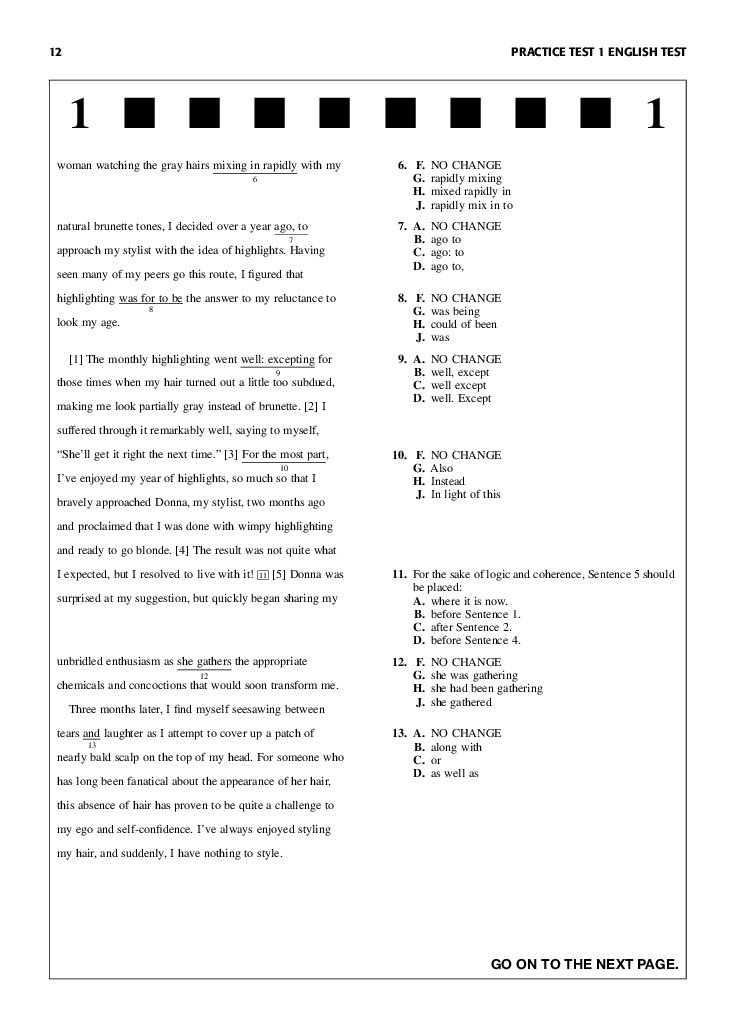 12
PRACTICE TEST 1 ENGLISH TEST
1
1
woman watching the gray hairs mixing in rapidly with my
6
natural brunette tones, I decided over a year ago, to
7
approach my stylist with the idea of highlights. Having
seen many of my peers go this route, I figured that
highlighting was for to be the answer to my reluctance to
8
look my age.
[1] The monthly highlighting went well: excepting for
9
those times when my hair turned out a little too subdued,
making me look partially gray instead of brunette. [2] I
suffered through it remarkably well, saying to myself,
“She’ll get it right the next time.” [3] For the most part,
10
I’ve enjoyed my year of highlights, so much so that I
bravely approached Donna, my stylist, two months ago
and proclaimed that I was done with wimpy highlighting
and ready to go blonde. [4] The result was not quite what
I expected, but I resolved to live with it! 11 [5] Donna was
surprised at my suggestion, but quickly began sharing my
unbridled enthusiasm as she gathers the appropriate
12
chemicals and concoctions that would soon transform me.
Three months later, I find myself seesawing between
tears and laughter as I attempt to cover up a patch of
13
nearly bald scalp on the top of my head. For someone who
has long been fanatical about the appearance of her hair,
this absence of hair has proven to be quite a challenge to
my ego and self-confidence. I’ve always enjoyed styling
my hair, and suddenly, I have nothing to style.
6. F. NO CHANGE
G. rapidly mixing
H. mixed rapidly in
J. rapidly mix in to
7. A. NO CHANGE
B. ago to
C. ago: to
D. ago to,
8. F. NO CHANGE
G. was being
H. could of been
J. was
9. A. NO CHANGE
B. well, except
C. well except
D. well. Except
10. F. NO CHANGE
G. Also
H. Instead
J. In light of this
11. For the sake of logic and coherence, Sentence 5 should
be placed:
A. where it is now.
B. before Sentence 1.
C. after Sentence 2.
D. before Sentence 4.
12. F. NO CHANGE
G. she was gathering
H. she had been gathering
J. she gathered
13. A. NO CHANGE
B. along with
C. or
D. as well as
GO ON TO THE NEXT PAGE.